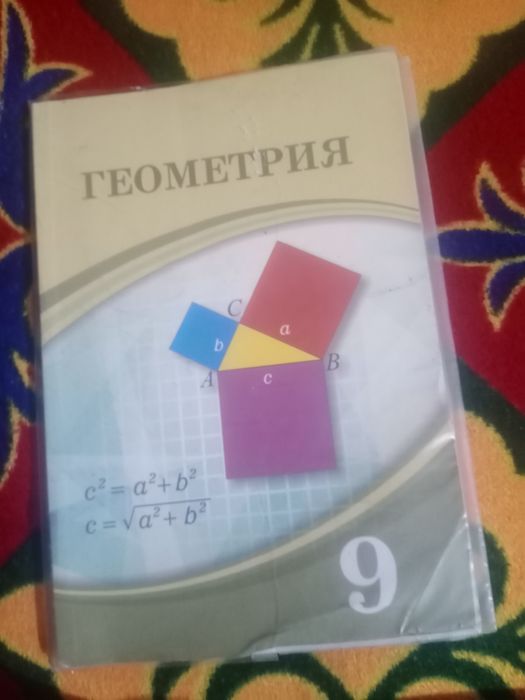 ГЕОМЕТРИЯ
C
a
b
A
c
B
c² = a² + b²
c = √a² + b²
9